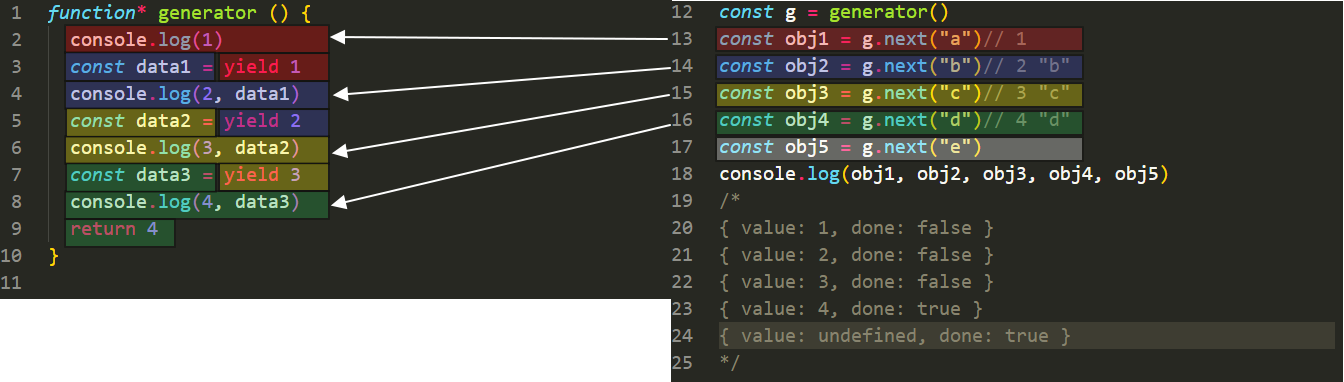 1 function* generator () {
2 console.log(1)
3 const data1 = yield 1
4 console.log(2, data1)
5 const data2 = yield 2
6 console.log(3, data2)
7 const data3 = yield 3
8 console.log(4, data3)
9 return 4
10 }
11
12 const g = generator()
13 const obj1 = g.next("a")// 1
14 const obj2 = g.next("b")// 2 "b"
15 const obj3 = g.next("c")// 3 "c"
16 const obj4 = g.next("d")// 4 "d"
17 const obj5 = g.next("e")
18 console.log(obj1, obj2, obj3, obj4, obj5)
19 /*
20 { value: 1, done: false }
21 { value: 2, done: false }
22 { value: 3, done: false }
23 { value: 4, done: true }
24 { value: undefined, done: true }
25 */